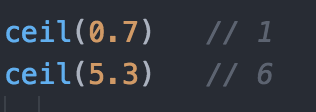 ceil(0.7)   // 1
ceil(5.3)   // 6